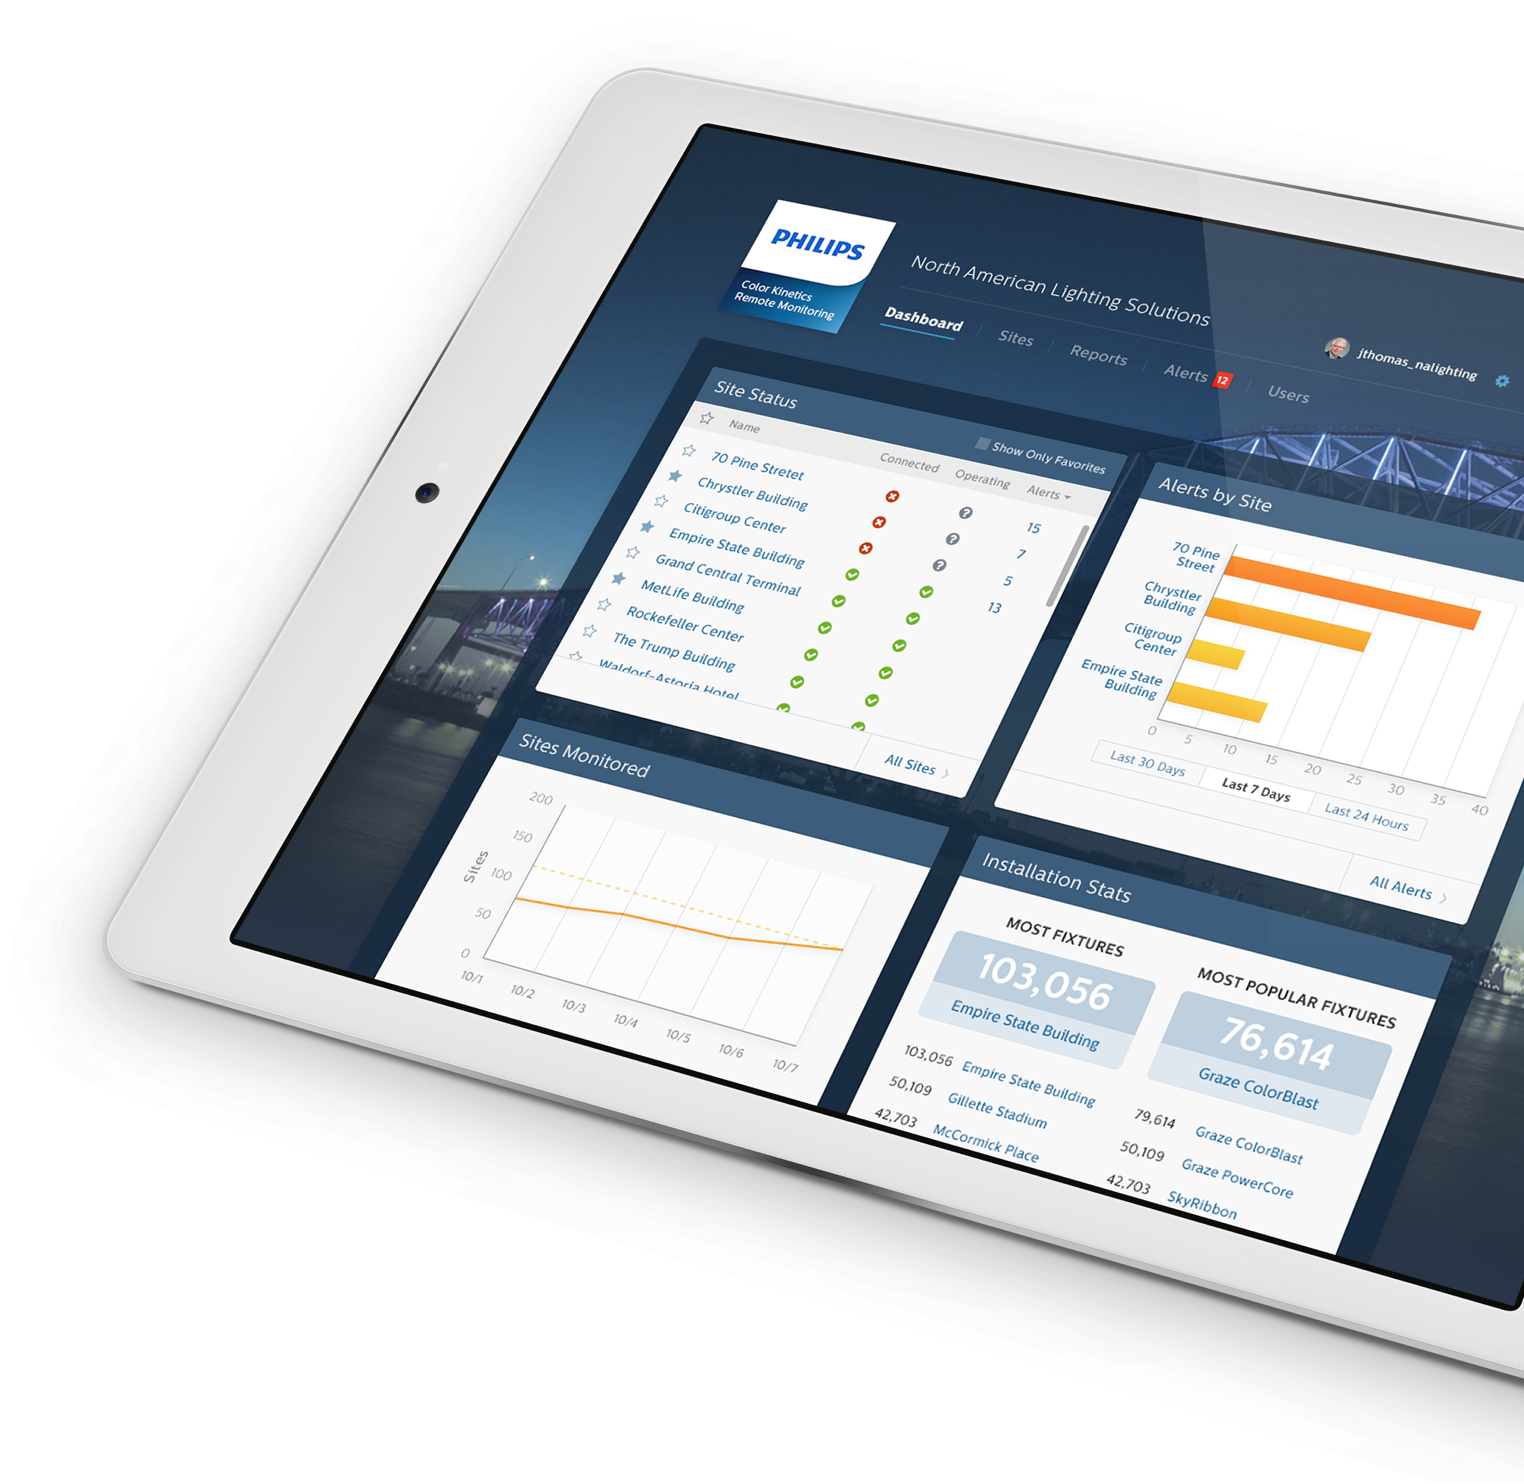 PHILIPS
Color Kinetics
Remote Monitoring
North American Lighting Solutions
jthomas_nalighting
Dashboard
Sites
Reports
Alerts 12
Users
Site Status
Show Only Favorites
Name
Connected
Operating
Alerts
70 Pine Stretet
15
Chrystler Building
7
Citigroup Center
5
Empire State Building
13
Grand Central Terminal
MetLife Building
Rockefeller Center
The Trump Building
Waldorf-Astoria Hotel
All Sites
Alerts by Site
70 Pine
Street
Chrystler
Building
Citigroup
Center
Empire State
Building
0 5 10 15 20 25 30 35 40
Last 30 Days
Last 7 Days
Last 24 Hours
All Alerts
Sites Monitored
Sites
200
150
100
50
0
10/1 10/2 10/3 10/4 10/5 10/6 10/7
Installation Stats
MOST FIXTURES
103,056
Empire State Building
103,056 Empire State Building
50,109 Gillette Stadium
42,703 McCormick Place
MOST POPULAR FIXTURES
76,614
Graze ColorBlast
79,614 Graze ColorBlast
50,109 Graze PowerCore
42,703 SkyRibbon